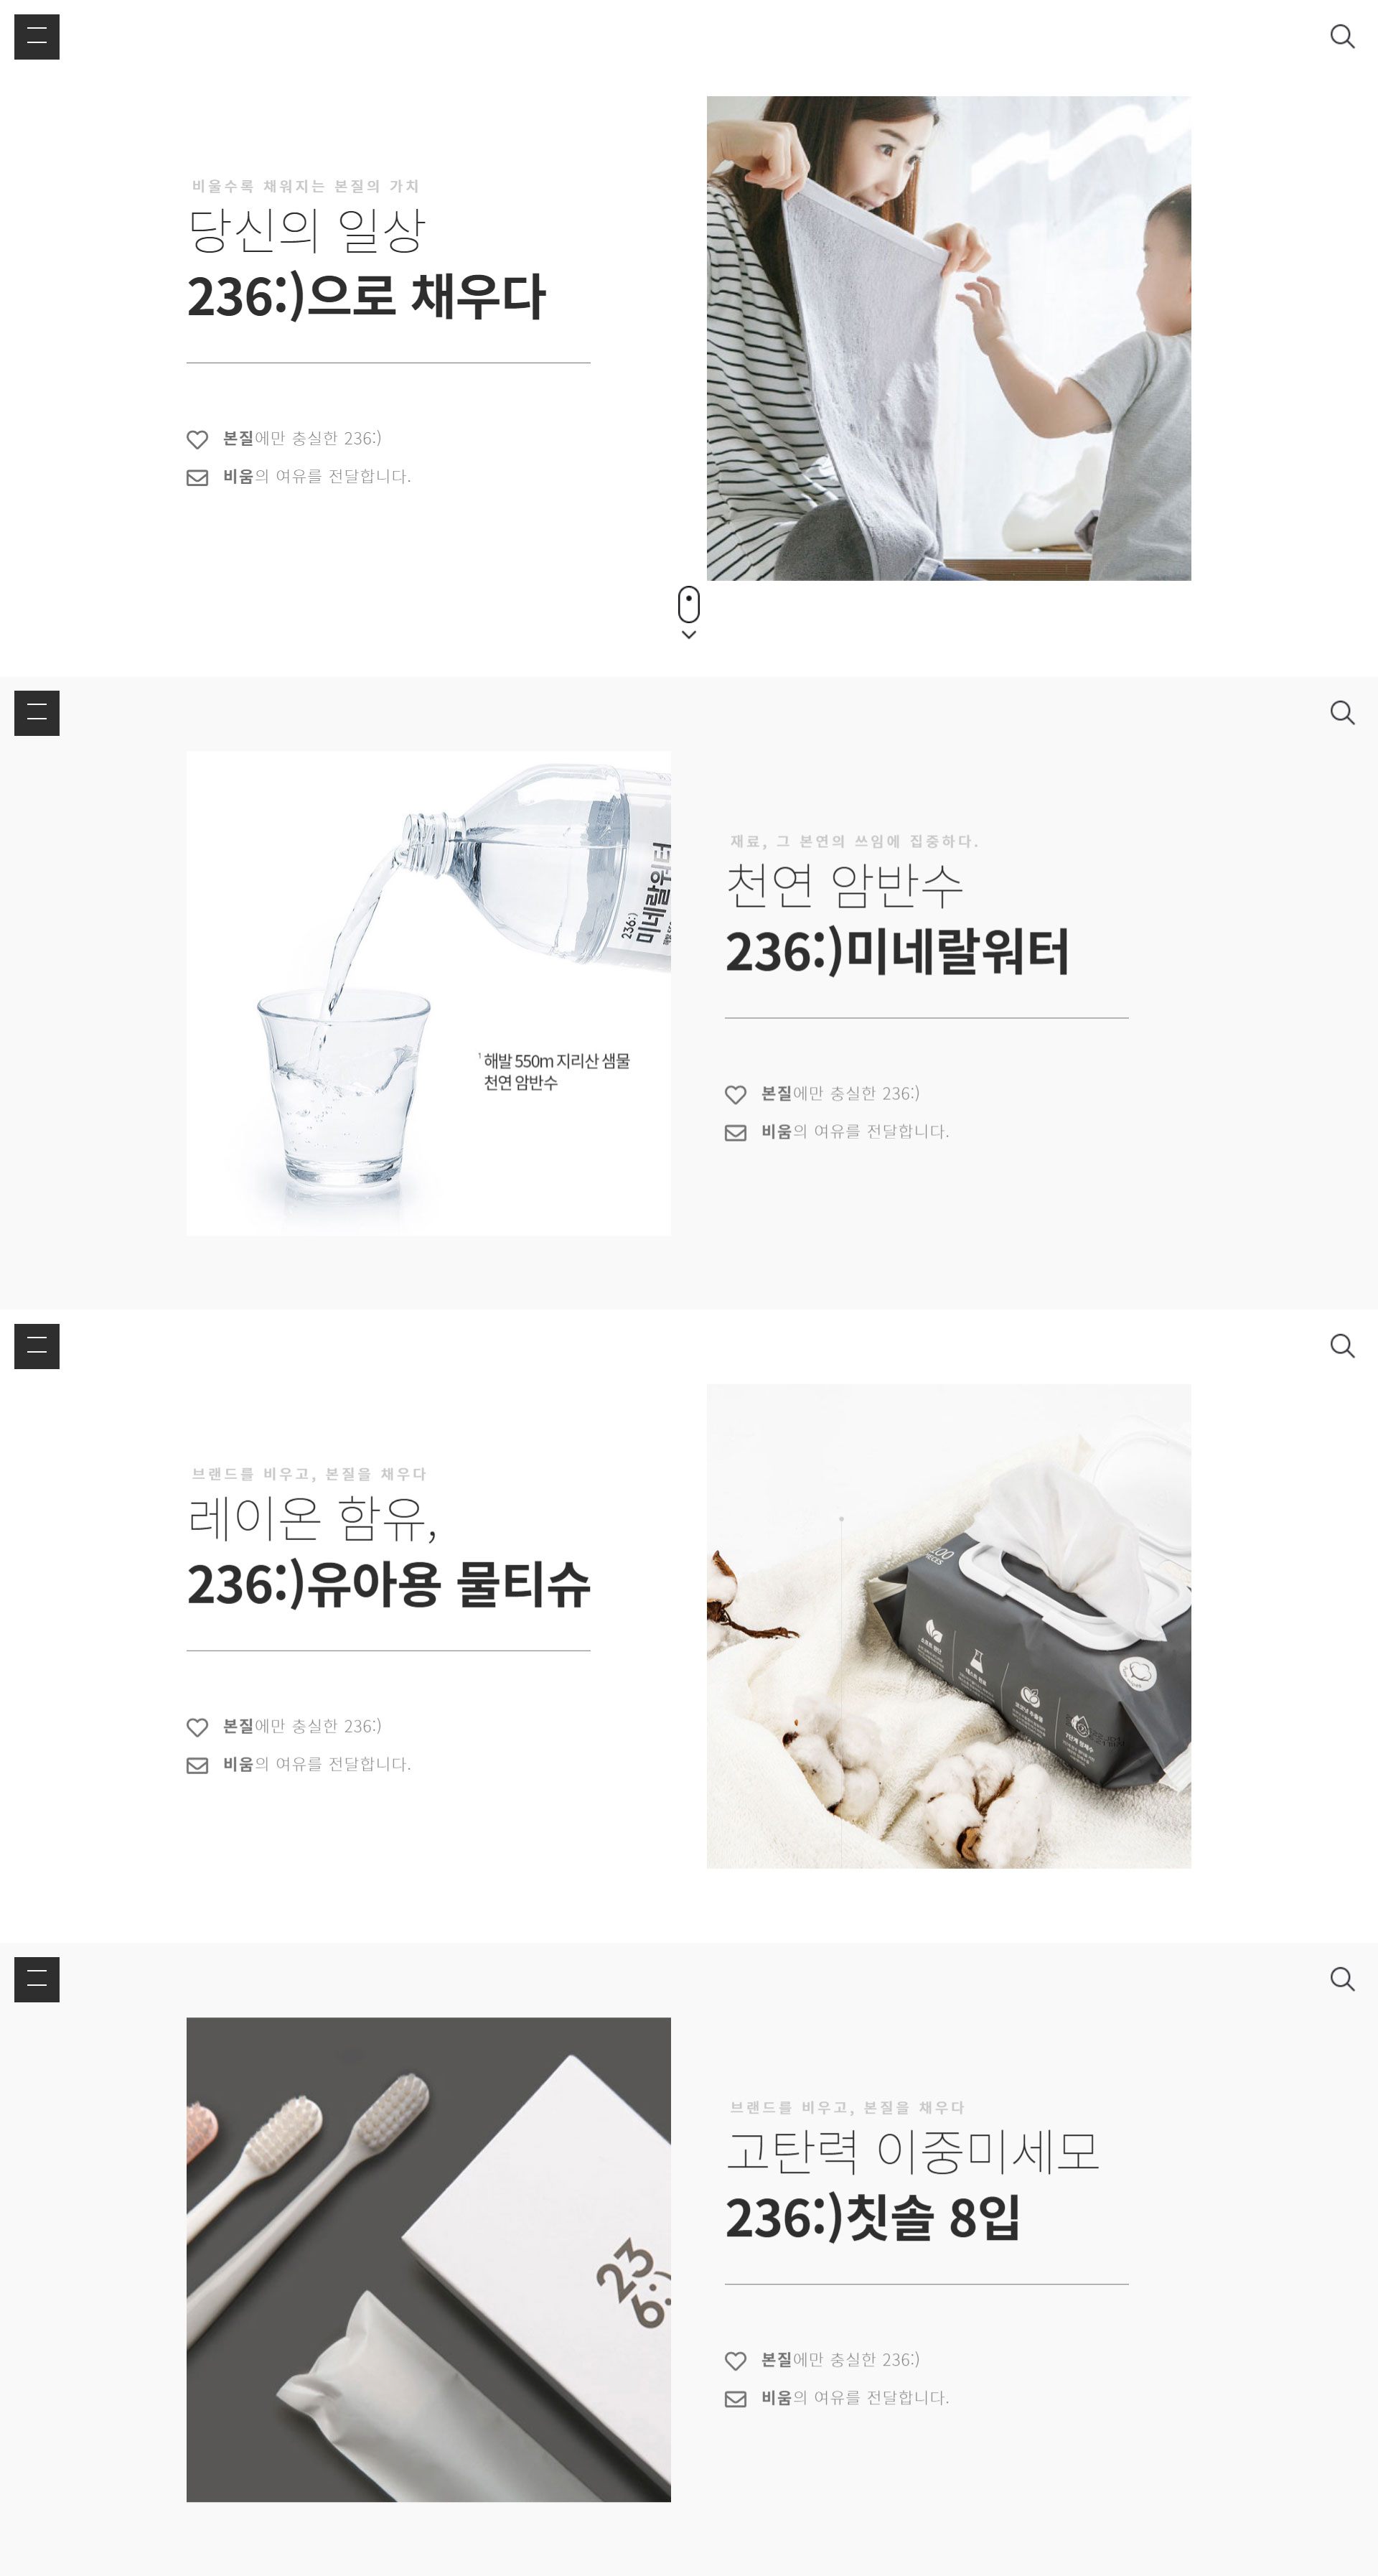 비울수록 채워지는 본질의 가치
당신의 일상
236:)으로 채우다
본질에만 충실한 236:)
비움의 여유를 전달합니다.
재료, 그 본연의 쓰임에 집중하다.
천연 암반수
236:)미네랄워터
236:)
미네랄워터
해발 550m 지리산 샘물
천연 암반수
본질에만 충실한 236:)
비움의 여유를 전달합니다.
브랜드를 비우고, 본질을 채우다
레이온 함유,
236:)유아용 물티슈
100
PIECES
본질에만 충실한 236:)
비움의 여유를 전달합니다.
브랜드를 비우고, 본질을 채우다
고탄력 이중미세모
236:)칫솔 8입
23
6:)
본질에만 충실한 236:)
비움의 여유를 전달합니다.